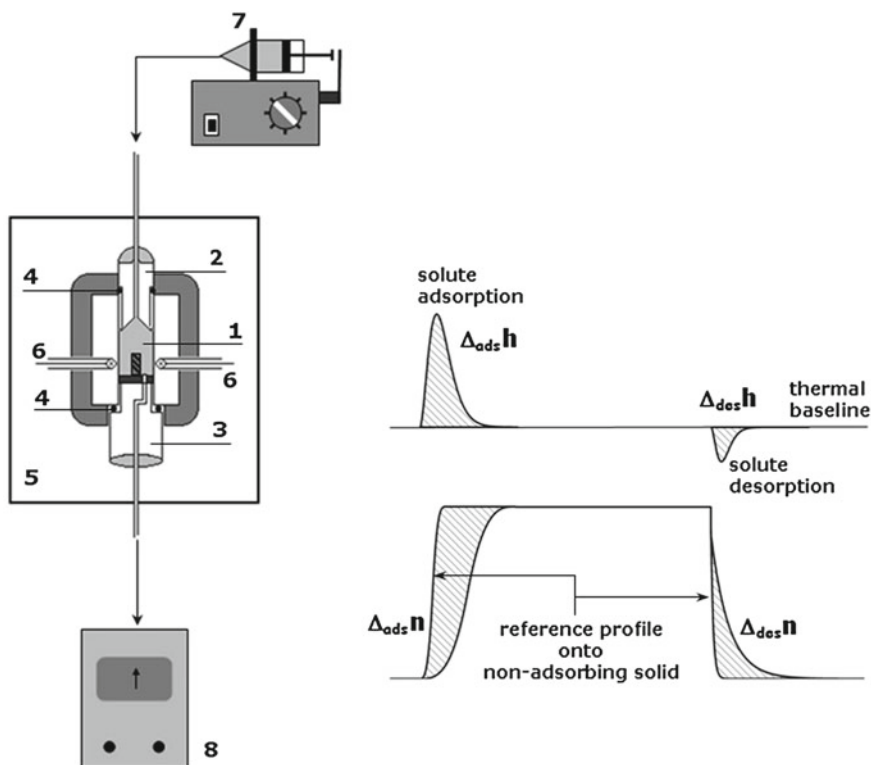 7
2
4
1
6
6
4
3
5
8
solute
adsorption
Δadsh
Δdesh
thermal
baseline
solute
desorption
Δadsn
reference profile
onto
non-adsorbing solid
Δdesn